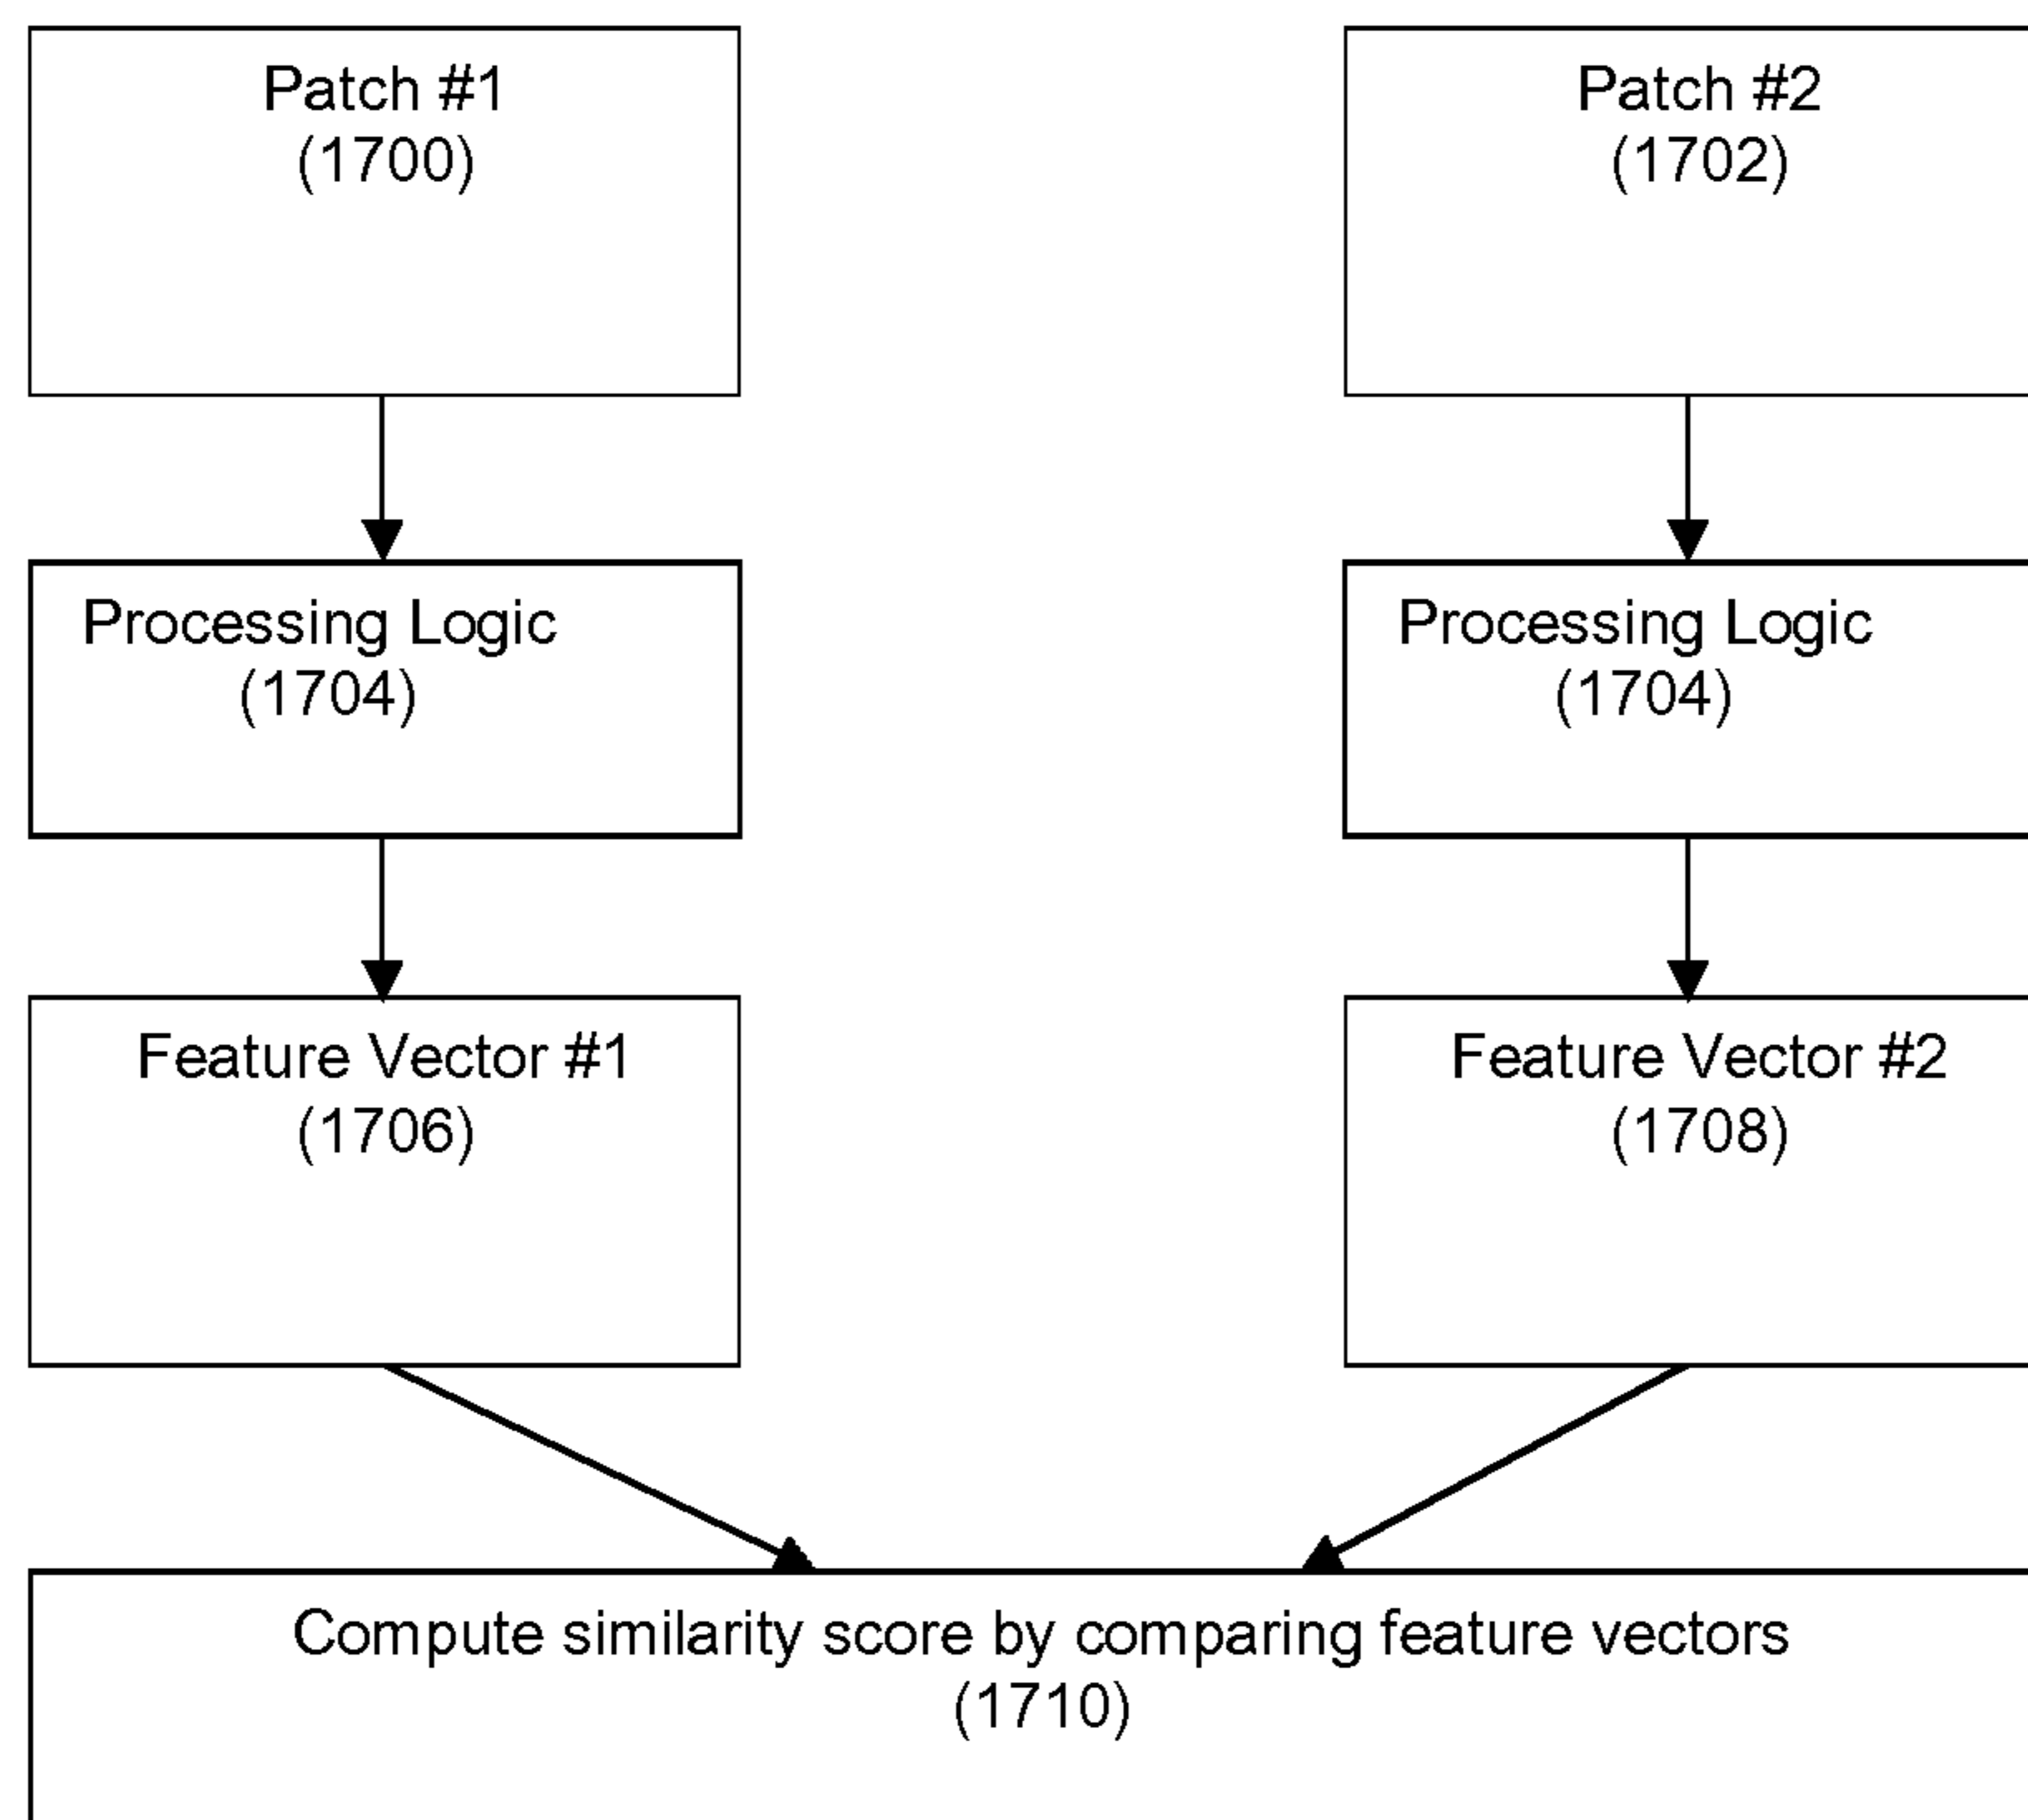 Patch #1
(1700)
Patch #2
(1702)
Processing Logic
(1704)
Processing Logic
(1704)
Feature Vector #1
(1706)
Feature Vector #2
(1708)
Compute similarity score by comparing feature vectors
(1710)